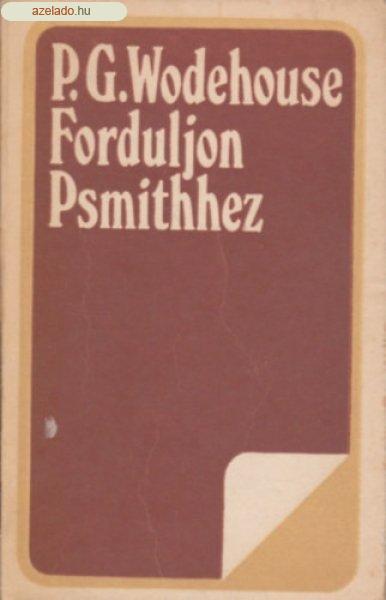 azelado.hu
P. G. Wodehouse
Forduljon
Psmithhez